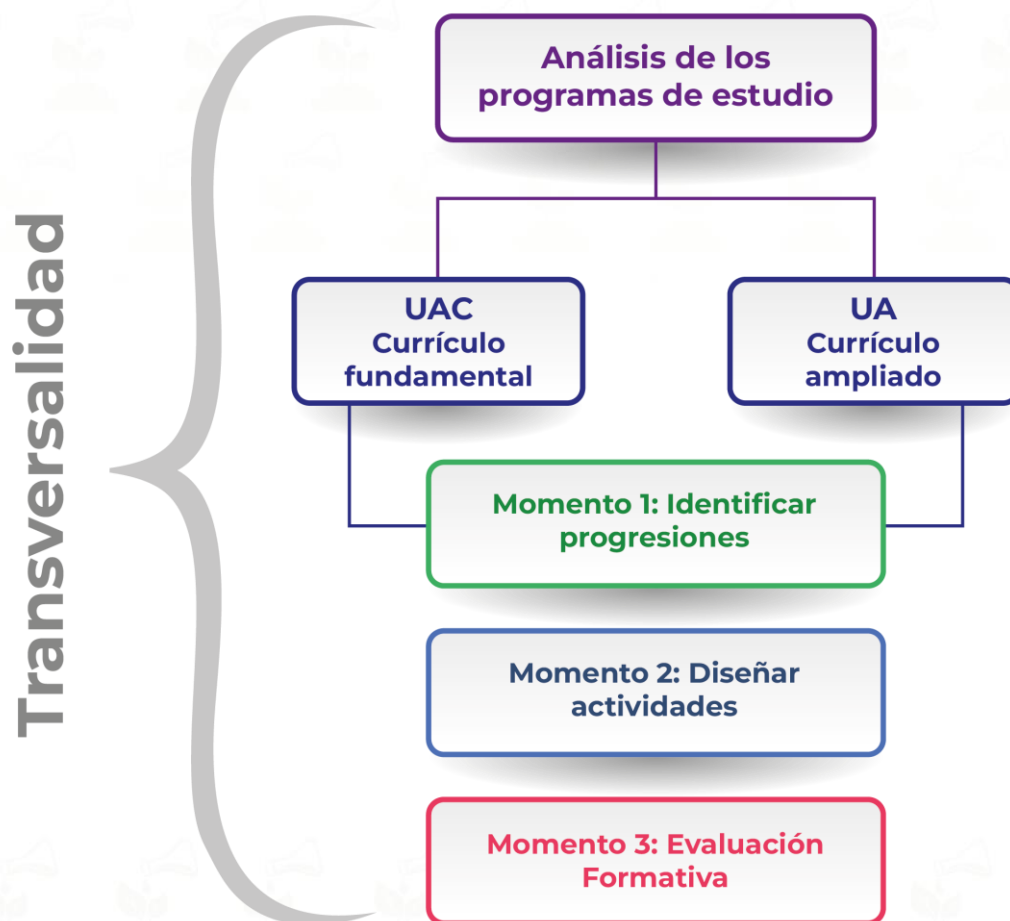 Transversalidad
Análisis de los
programas de estudio
UAC
Currículo
fundamental
UA
Currículo
ampliado
Momento 1: Identificar
progresiones
Momento 2: Diseñar
actividades
Momento 3: Evaluación
Formativa